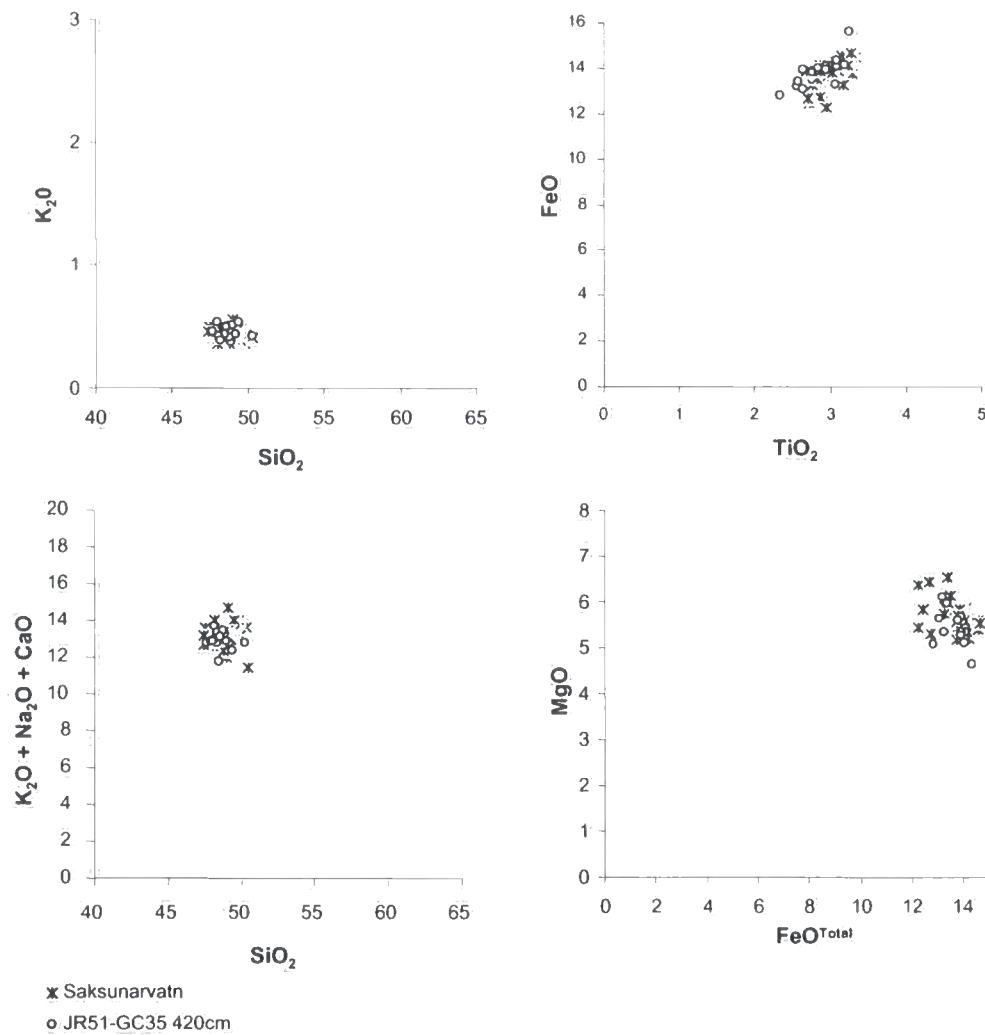 3
2
1
0
K₂0
40 45 50 55 60 65
SiO₂
16
14
12
10
8
6
4
2
0
FeO
0 1 2 3 4 5
TiO₂
20
18
16
14
12
10
8
6
4
2
0
K₂O + Na₂O + CaO
40 45 50 55 60 65
SiO₂
8
7
6
5
4
3
2
1
0
MgO
0 2 4 6 8 10 12 14
FeOᵀᵒᵗᵃˡ
Saksunarvatn
JR51-GC35 420cm